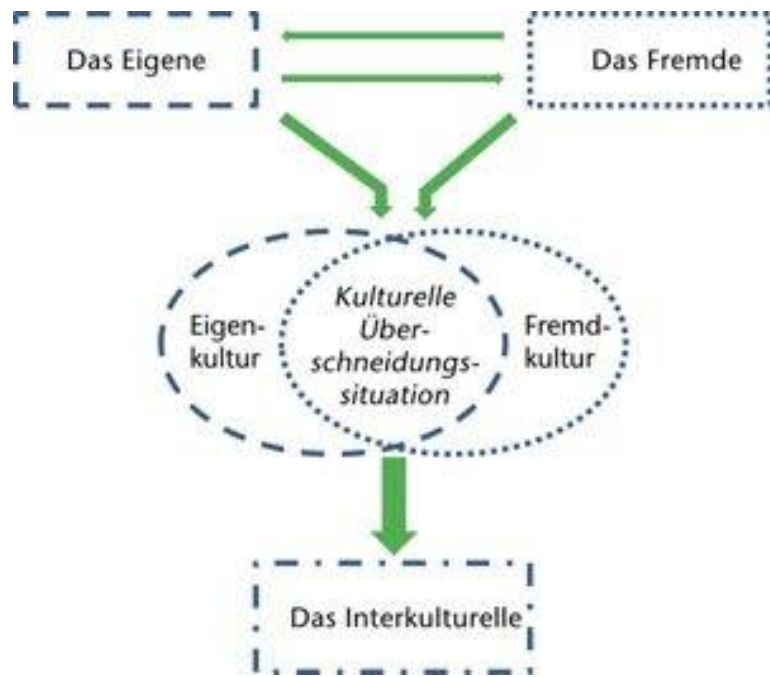 Das Eigene
Das Fremde
Eigen-
kultur
Kulturelle
Über-
schneidungs-
situation
Fremd-
kultur
Das Interkulturelle